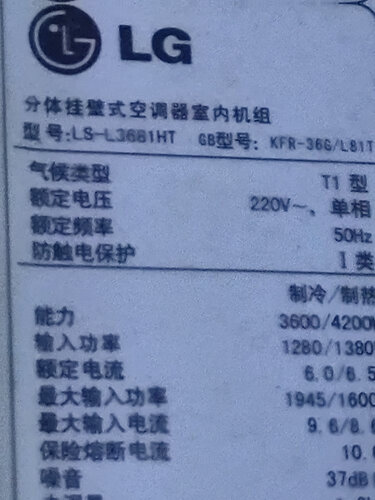 LG
分体挂壁式空调器室内机组
型号:LS-L3681HT GB型号: KFR-36G/L81T
气候类型 T1 型
额定电压 220V～、单相
额定频率 50Hz
防触电保护 I 类
制冷/制热
能力 3600/4200W
输入功率 1280/1380
额定电流 6.0/6.5
最大输入功率 1945/1600
最大输入电流 9.6/8.
保险熔断电流 10.
噪音 37dB